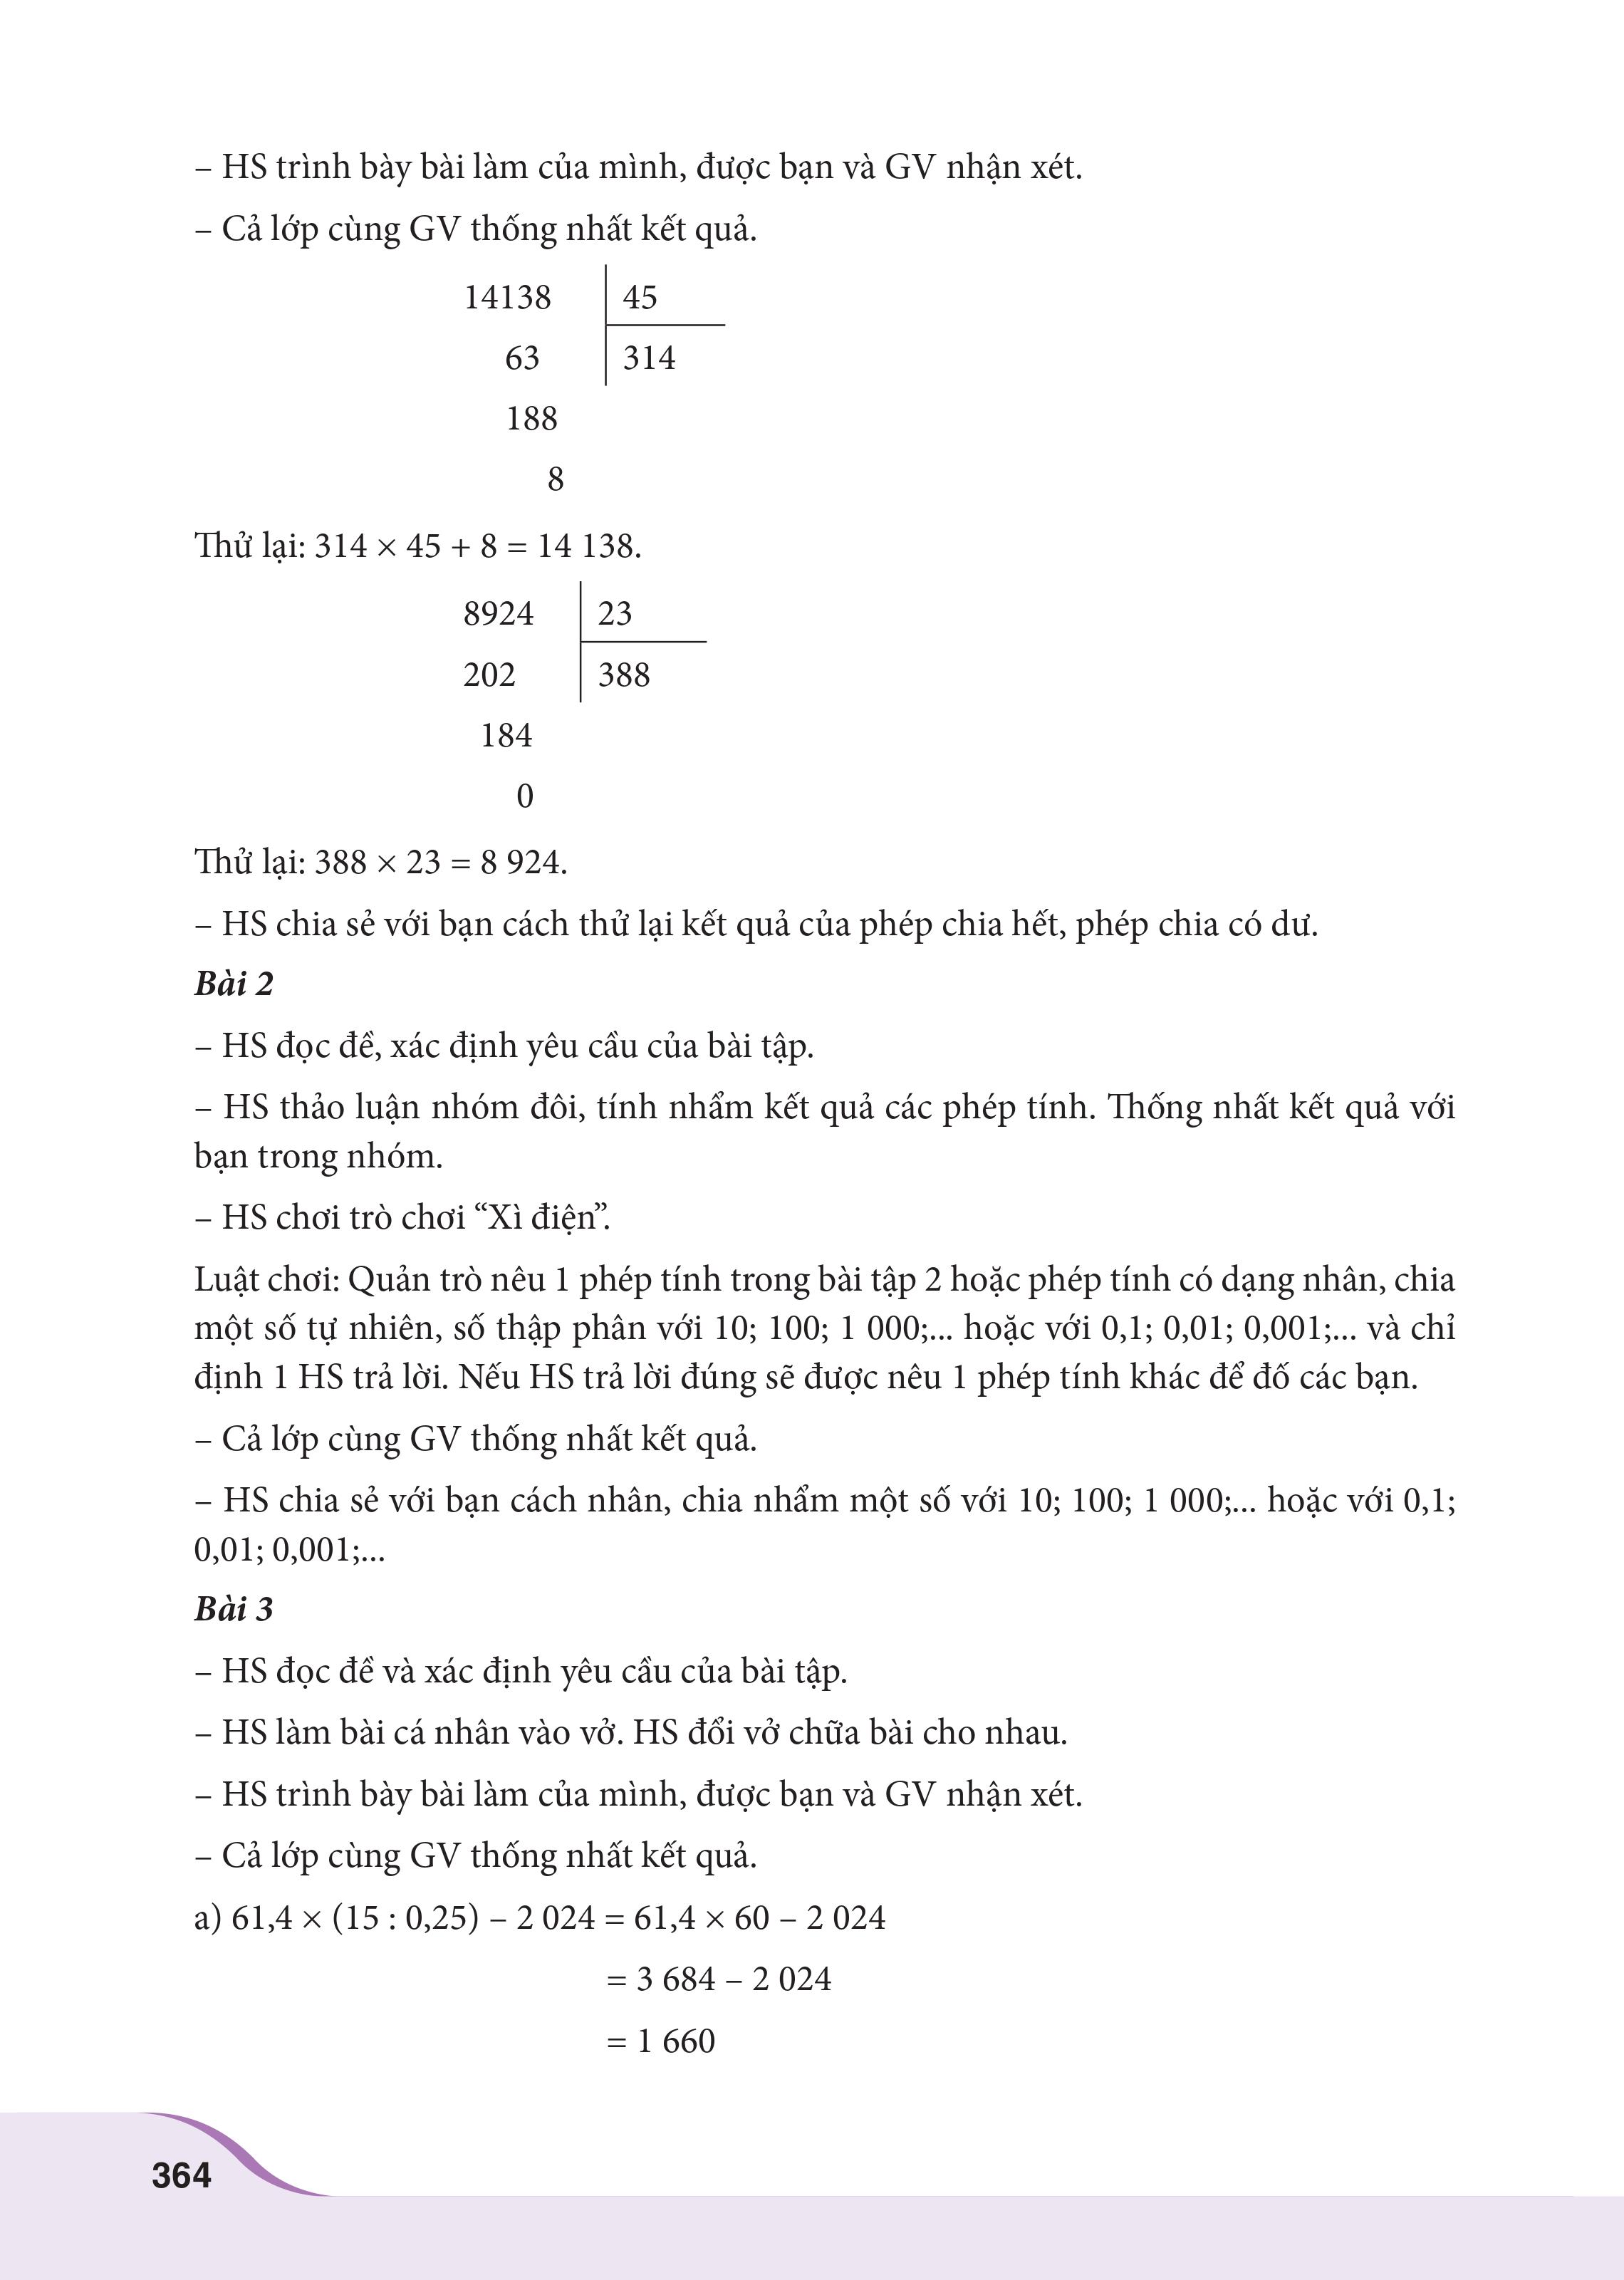 – HS trình bày bài làm của mình, được bạn và GV nhận xét.
– Cả lớp cùng GV thống nhất kết quả.
14138 45
63 314
188
8
Thử lại: 314 × 45 + 8 = 14 138.
8924 23
202 388
184
0
Thử lại: 388 × 23 = 8 924.
– HS chia sẻ với bạn cách thử lại kết quả của phép chia hết, phép chia có dư.
Bài 2
– HS đọc đề, xác định yêu cầu của bài tập.
– HS thảo luận nhóm đôi, tính nhẩm kết quả các phép tính. Thống nhất kết quả với
bạn trong nhóm.
– HS chơi trò chơi “Xì điện”.
Luật chơi: Quản trò nêu 1 phép tính trong bài tập 2 hoặc phép tính có dạng nhân, chia
một số tự nhiên, số thập phân với 10; 100; 1 000;... hoặc với 0,1; 0,01; 0,001;... và chỉ
định 1 HS trả lời. Nếu HS trả lời đúng sẽ được nêu 1 phép tính khác để đố các bạn.
– Cả lớp cùng GV thống nhất kết quả.
– HS chia sẻ với bạn cách nhân, chia nhẩm một số với 10; 100; 1 000;... hoặc với 0,1;
0,01; 0,001;...
Bài 3
– HS đọc đề và xác định yêu cầu của bài tập.
– HS làm bài cá nhân vào vở. HS đổi vở chữa bài cho nhau.
– HS trình bày bài làm của mình, được bạn và GV nhận xét.
– Cả lớp cùng GV thống nhất kết quả.
a) 61,4 × (15 : 0,25) – 2 024 = 61,4 × 60 – 2 024
= 3 684 – 2 024
= 1 660
364